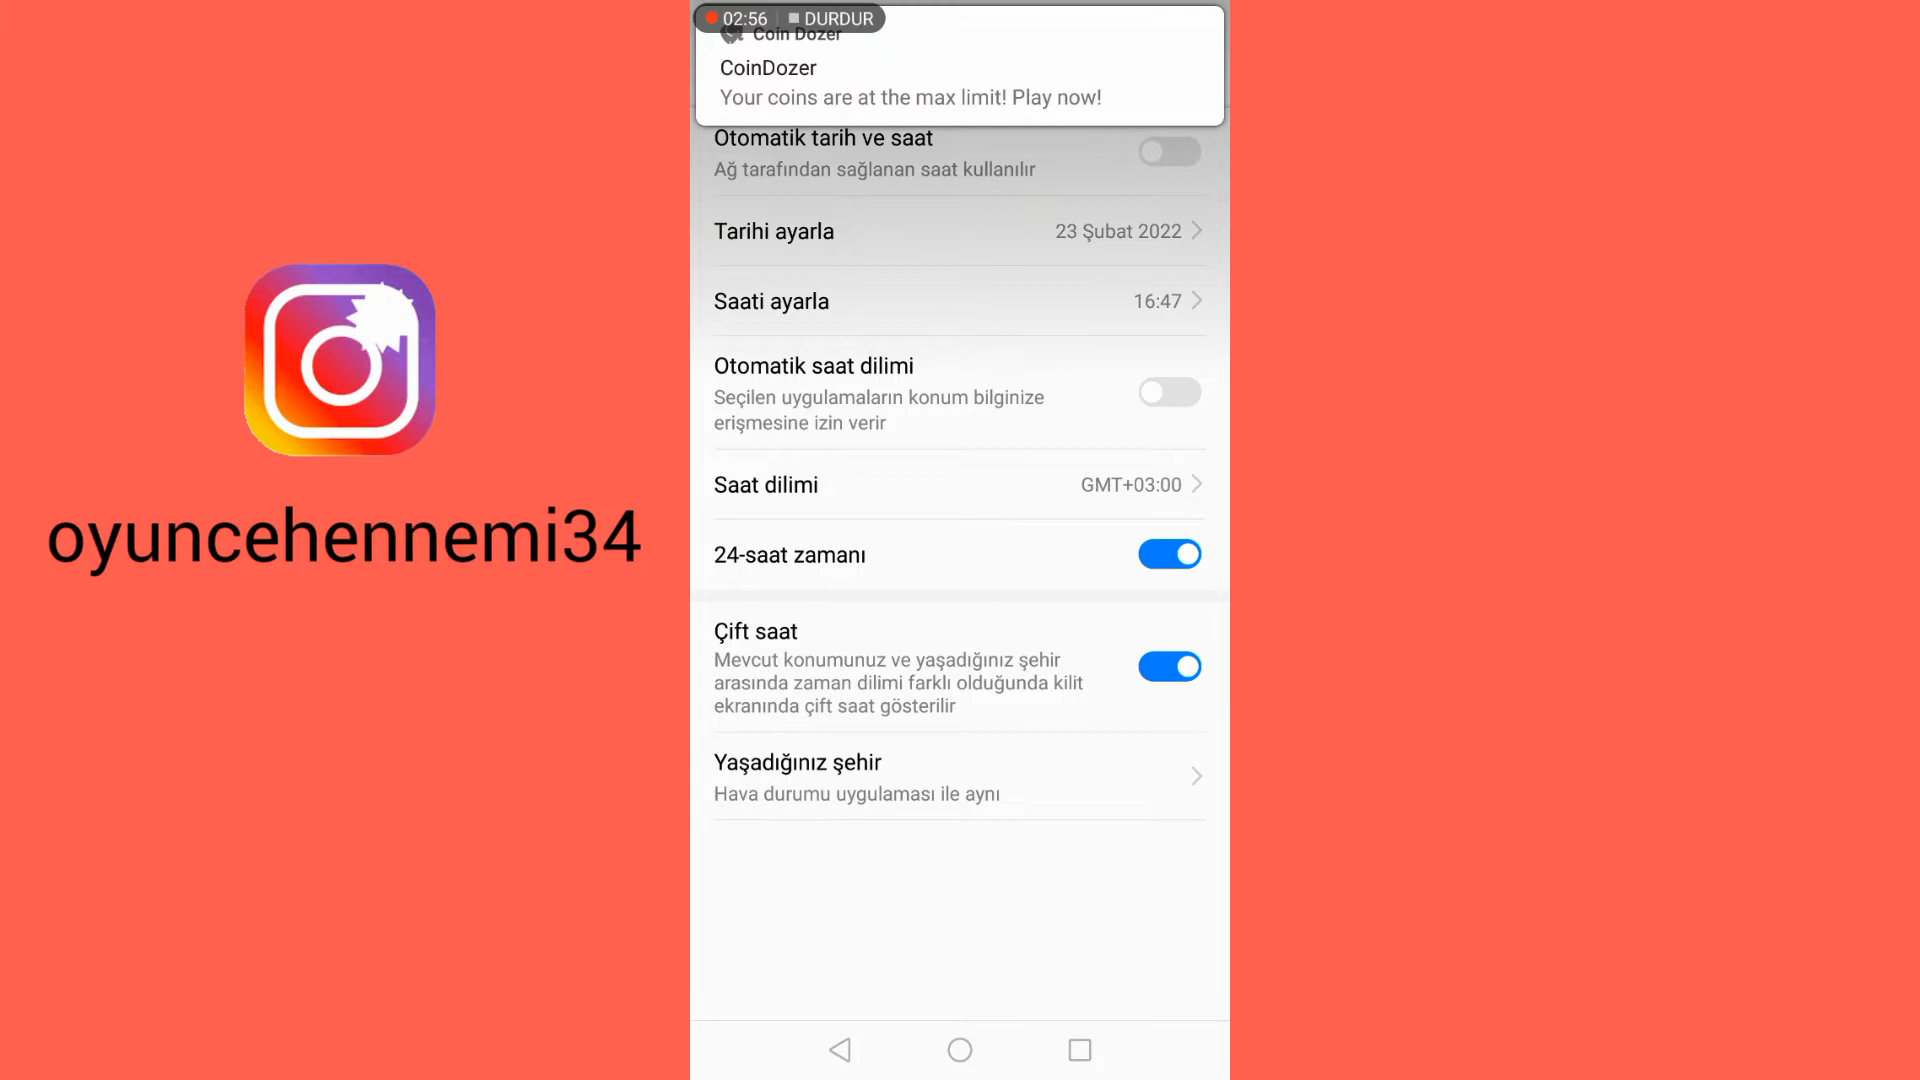 02:56 DURDUR
Coin Dozer
CoinDozer
Your coins are at the max limit! Play now!
Otomatik tarih ve saat
Ağ tarafından sağlanan saat kullanılır
Tarihi ayarla 23 Şubat 2022
Saati ayarla 16:47
Otomatik saat dilimi
Seçilen uygulamaların konum bilginize
erişmesine izin verir
Saat dilimi GMT+03:00
24-saat zamanı
Çift saat
Mevcut konumunuz ve yaşadığınız şehir
arasında zaman dilimi farklı olduğunda kilit
ekranında çift saat gösterilir
Yaşadığınız şehir
Hava durumu uygulaması ile aynı
oyuncehennemi34